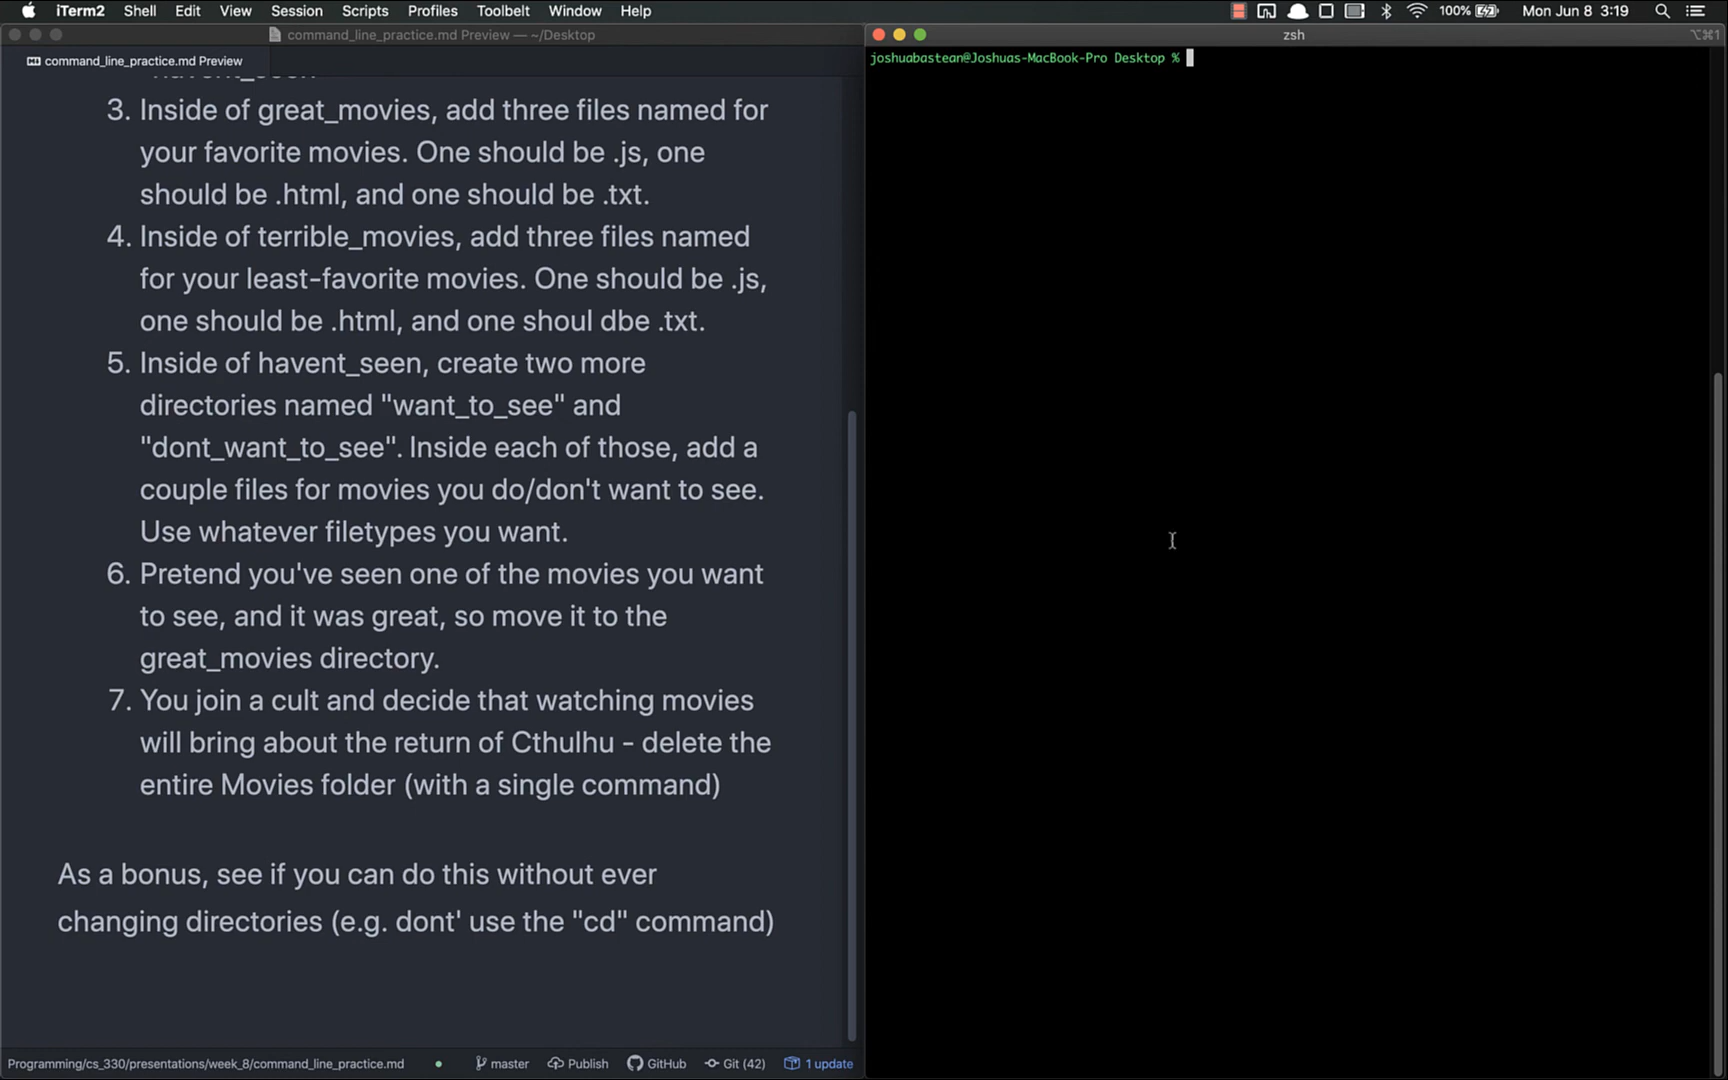 iTerm2 Shell Edit View Session Scripts Profiles Toolbelt Window Help 100% Mon Jun 8 3:19
command_line_practice.md Preview — ~/Desktop
zsh
⌥⌘1
command_line_practice.md Preview
joshuabastean@Joshuas-MacBook-Pro Desktop %
havent_seen
3. Inside of great_movies, add three files named for
your favorite movies. One should be .js, one
should be .html, and one should be .txt.
4. Inside of terrible_movies, add three files named
for your least-favorite movies. One should be .js,
one should be .html, and one shoul dbe .txt.
5. Inside of havent_seen, create two more
directories named "want_to_see" and
"dont_want_to_see". Inside each of those, add a
couple files for movies you do/don't want to see.
Use whatever filetypes you want.
6. Pretend you've seen one of the movies you want
to see, and it was great, so move it to the
great_movies directory.
7. You join a cult and decide that watching movies
will bring about the return of Cthulhu - delete the
entire Movies folder (with a single command)
As a bonus, see if you can do this without ever
changing directories (e.g. dont' use the "cd" command)
Programming/cs_330/presentations/week_8/command_line_practice.md master Publish GitHub Git (42) 1 update